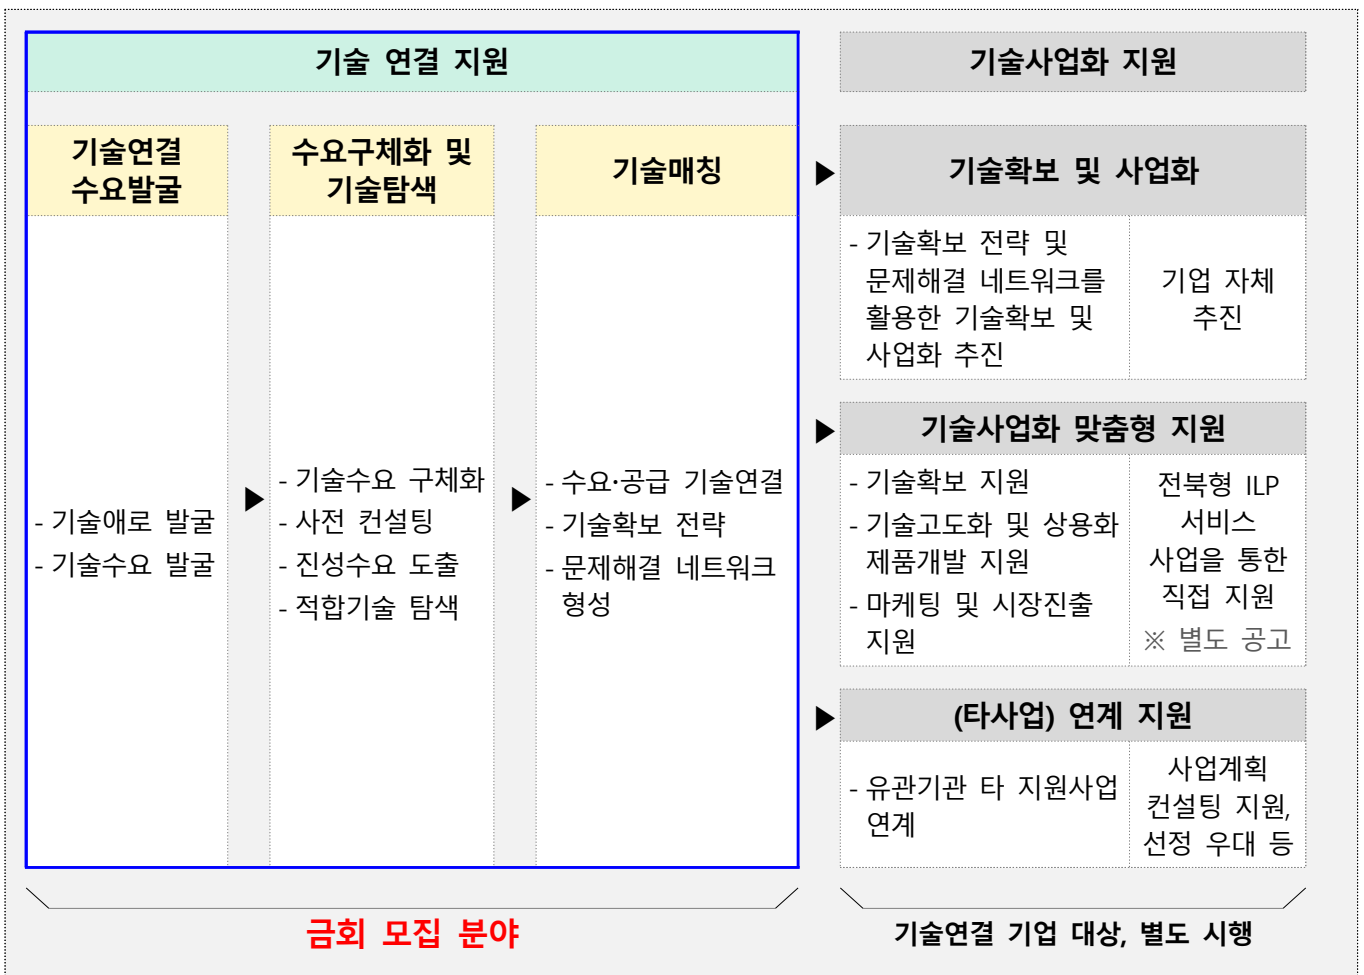 기술 연결 지원
기술연결
수요발굴
- 기술애로 발굴
- 기술수요 발굴
▶
수요구체화 및
기술탐색
- 기술수요 구체화
- 사전 컨설팅
- 진성수요 도출
- 적합기술 탐색
▶
기술매칭
- 수요·공급 기술연결
- 기술확보 전략
- 문제해결 네트워크
형성
금회 모집 분야
기술사업화 지원
▶
기술확보 및 사업화
- 기술확보 전략 및
문제해결 네트워크를
활용한 기술확보 및
사업화 추진
기업 자체
추진
▶
기술사업화 맞춤형 지원
- 기술확보 지원
- 기술고도화 및 상용화
제품개발 지원
- 마케팅 및 시장진출
지원
전북형 ILP
서비스
사업을 통한
직접 지원
※ 별도 공고
▶
(타사업) 연계 지원
- 유관기관 타 지원사업
연계
사업계획
컨설팅 지원,
선정 우대 등
기술연결 기업 대상, 별도 시행